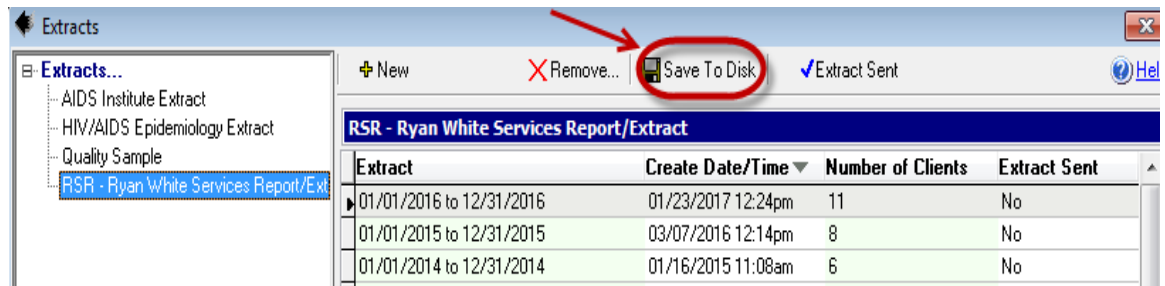 Extracts
Extracts...
AIDS Institute Extract
HIV/AIDS Epidemiology Extract
Quality Sample
RSR - Ryan White Services Report/Ext
New Remove... Save To Disk Extract Sent Hel
RSR - Ryan White Services Report/Extract
Extract Create Date/Time Number of Clients Extract Sent
01/01/2016 to 12/31/2016 01/23/2017 12:24pm 11 No
01/01/2015 to 12/31/2015 03/07/2016 12:14pm 8 No
01/01/2014 to 12/31/2014 01/16/2015 11:08am 6 No